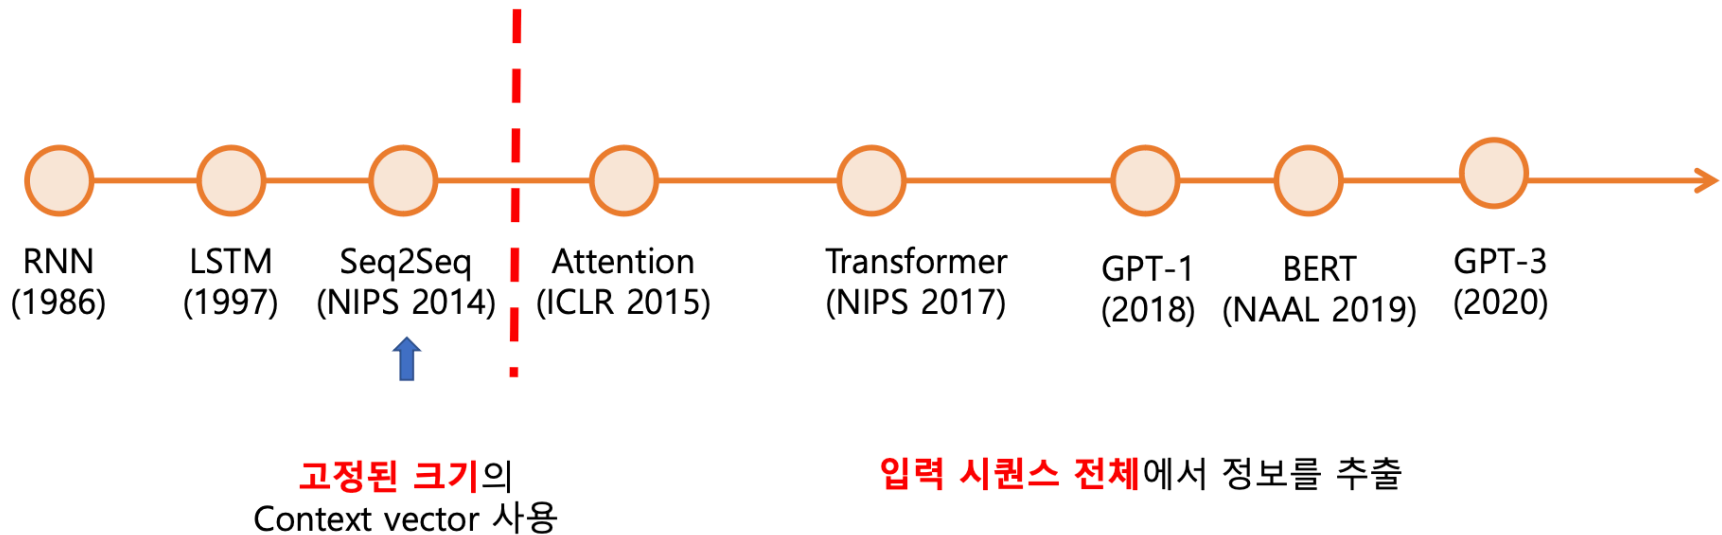 RNN
(1986)
LSTM
(1997)
Seq2Seq
(NIPS 2014)
Attention
(ICLR 2015)
Transformer
(NIPS 2017)
GPT-1
(2018)
BERT
(NAAL 2019)
GPT-3
(2020)
고정된 크기의
Context vector 사용
입력 시퀀스 전체에서 정보를 추출